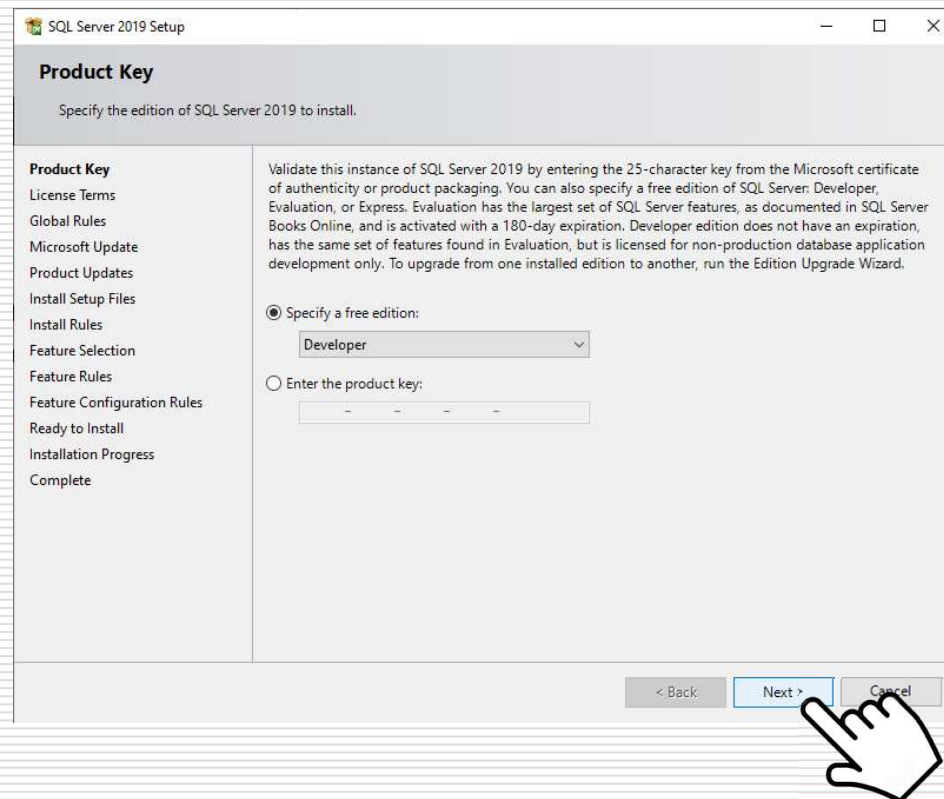 SQL Server 2019 Setup
Product Key
Specify the edition of SQL Server 2019 to install.
Product Key
License Terms
Global Rules
Microsoft Update
Product Updates
Install Setup Files
Install Rules
Feature Selection
Feature Rules
Feature Configuration Rules
Ready to Install
Installation Progress
Complete
Validate this instance of SQL Server 2019 by entering the 25-character key from the Microsoft certificate
of authenticity or product packaging. You can also specify a free edition of SQL Server: Developer,
Evaluation, or Express. Evaluation has the largest set of SQL Server features, as documented in SQL Server
Books Online, and is activated with a 180-day expiration. Developer edition does not have an expiration,
has the same set of features found in Evaluation, but is licensed for non-production database application
development only. To upgrade from one installed edition to another, run the Edition Upgrade Wizard.
Specify a free edition:
Developer
Enter the product key:
- - - -
< Back Next > Cancel